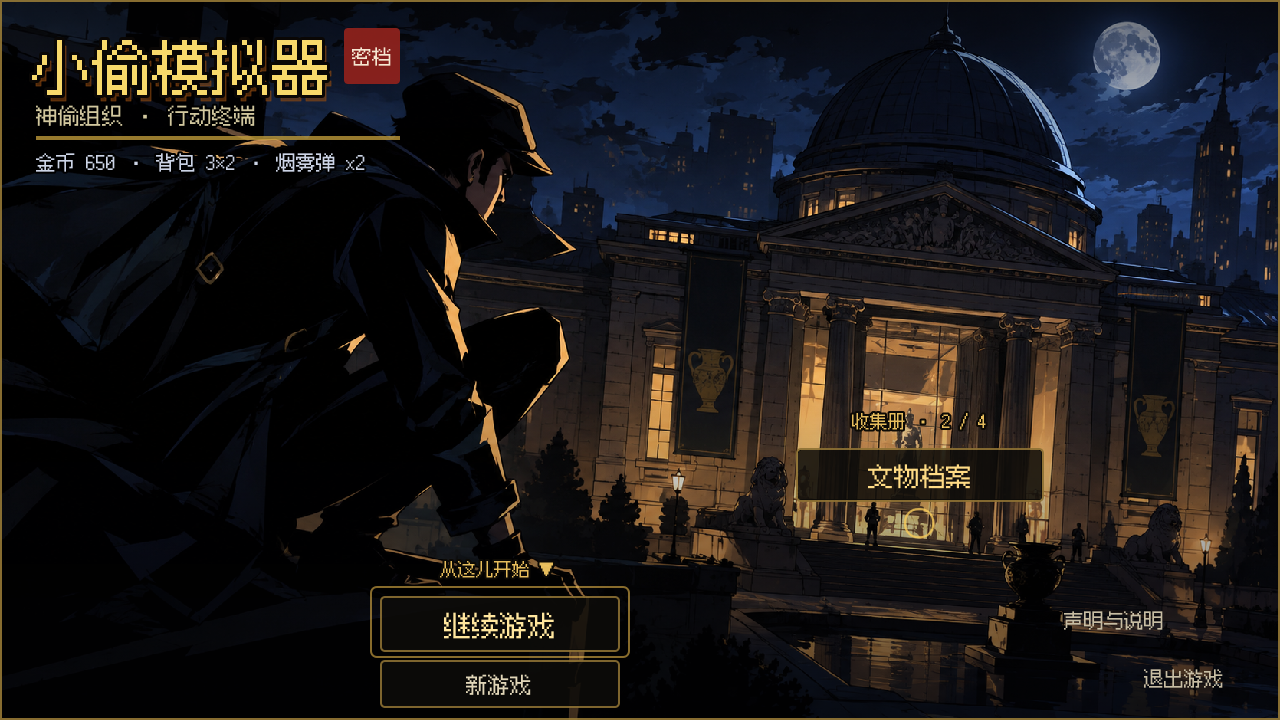 小偷模拟器
密档
神偷组织 · 行动终端
金币 650 · 背包 3×2 · 烟雾弹 x2
收集册 · 2 / 4
文物档案
从这儿开始 ▼
继续游戏
新游戏
声明与说明
退出游戏